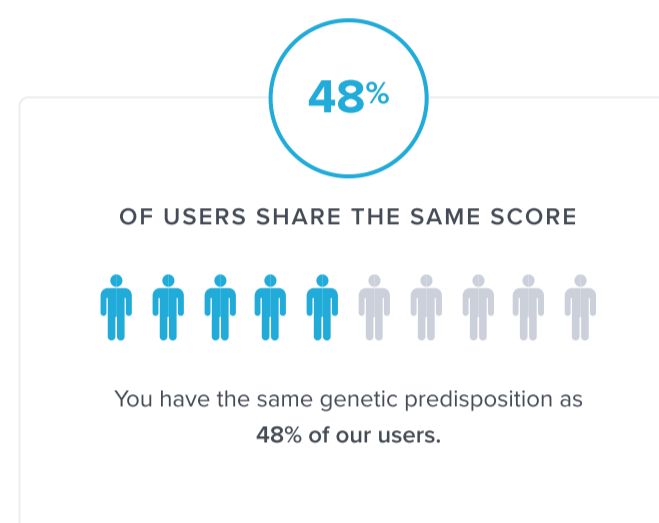 48%
OF USERS SHARE THE SAME SCORE
You have the same genetic predisposition as
48% of our users.